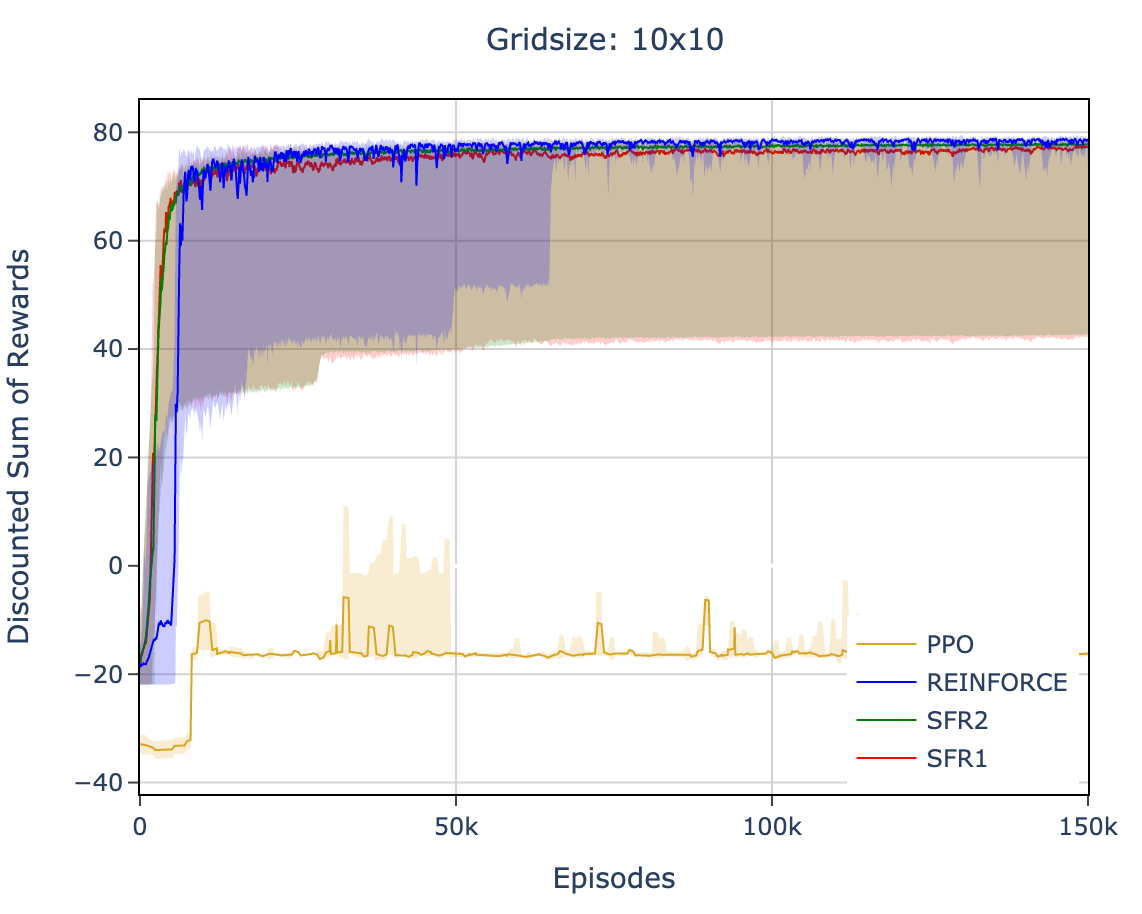 Gridsize: 10x10
Discounted Sum of Rewards
80
60
40
20
0
−20
−40
PPO
REINFORCE
SFR2
SFR1
0
50k
100k
150k
Episodes